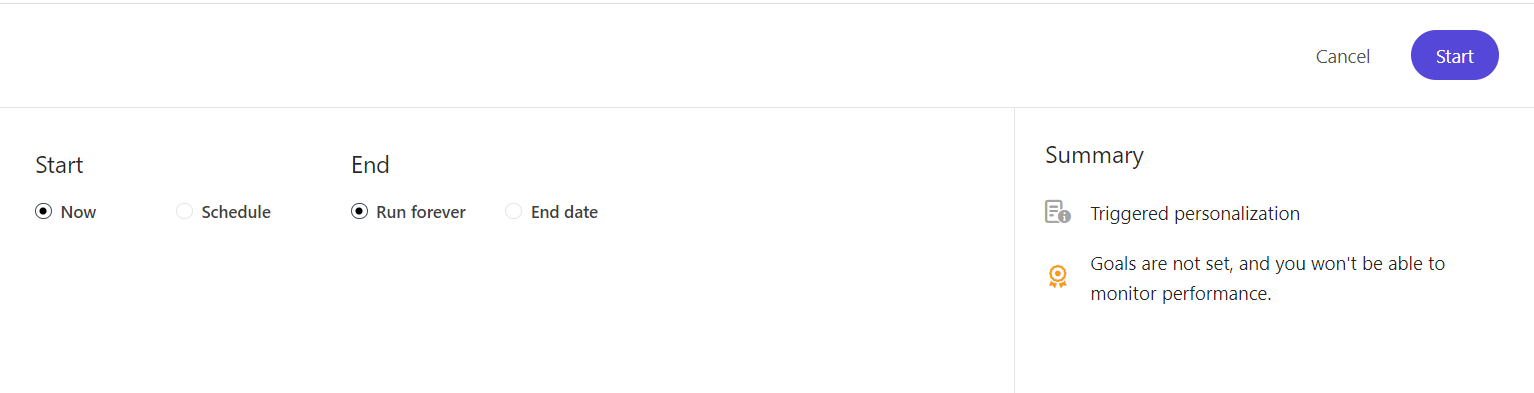 Cancel Start
Start End
Now Schedule Run forever End date
Summary
Triggered personalization
Goals are not set, and you won't be able to
monitor performance.